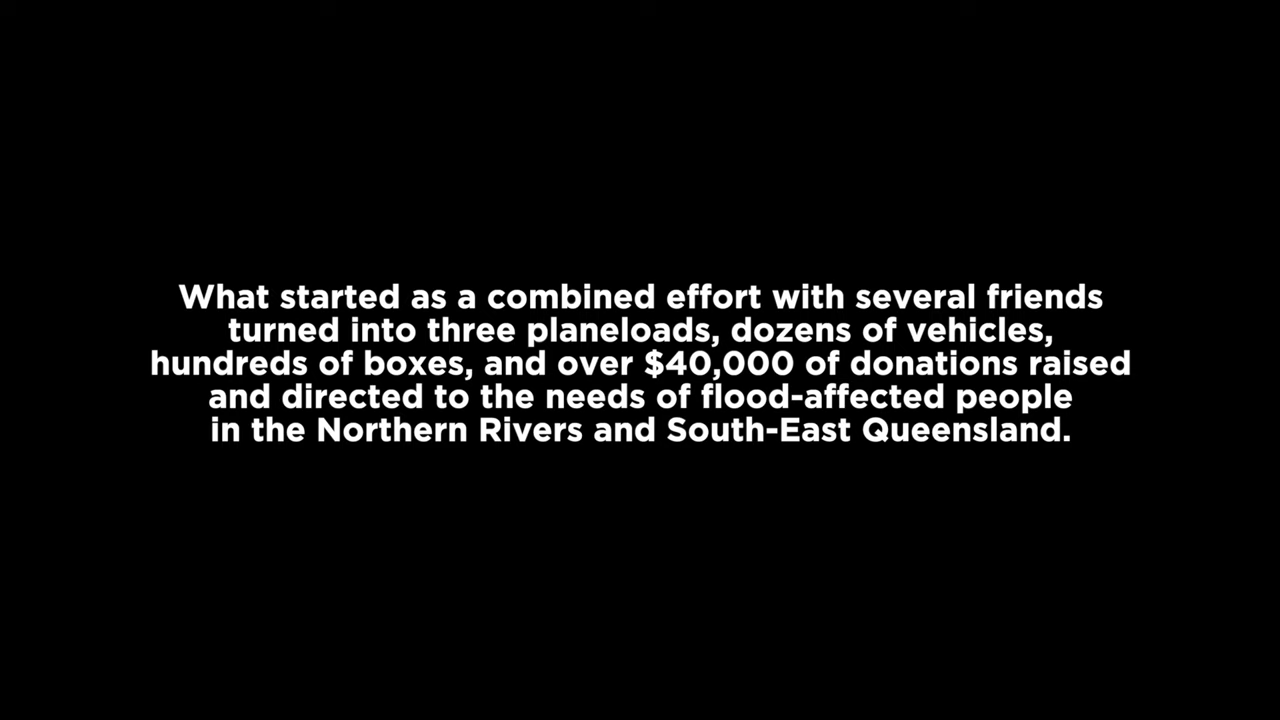 What started as a combined effort with several friends
turned into three planeloads, dozens of vehicles,
hundreds of boxes, and over $40,000 of donations raised
and directed to the needs of flood-affected people
in the Northern Rivers and South-East Queensland.